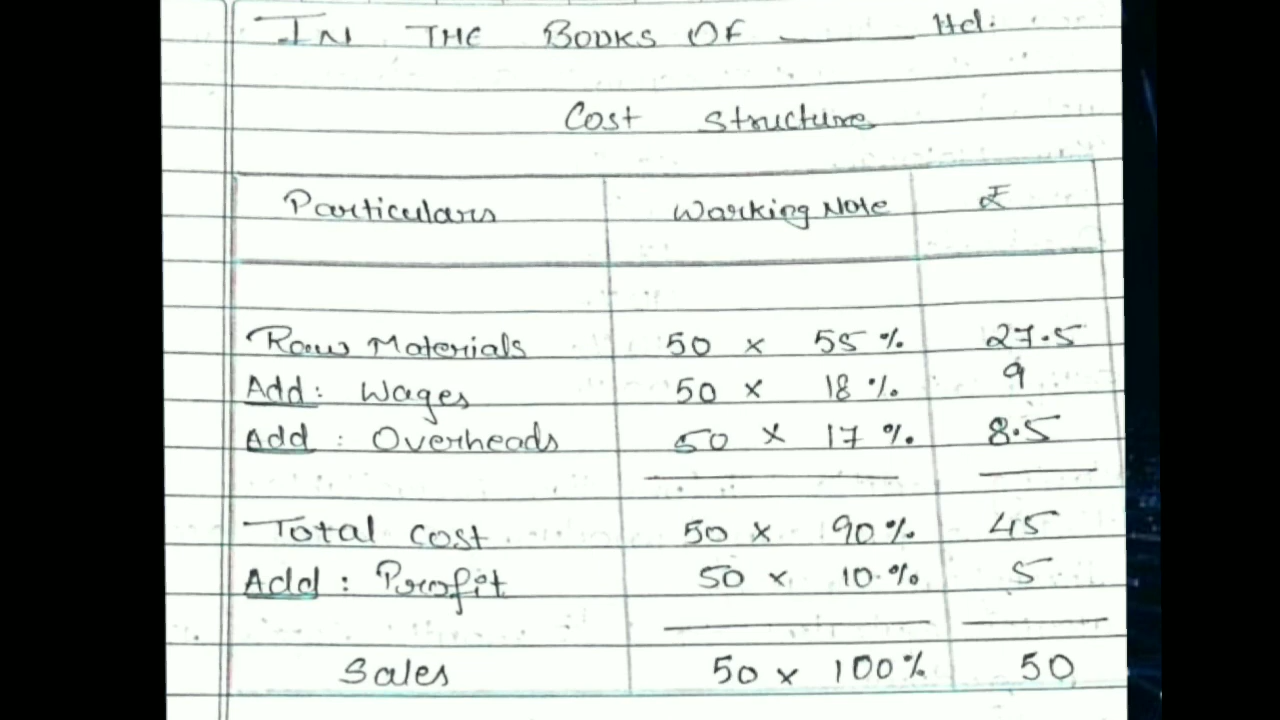 IN THE BOOKS OF ______ Ltd.
Cost Structure
Particulars Working Note ₹
Raw Materials 50 x 55 % 27.5
Add: Wages 50 x 18 % 9
Add : Overheads 50 x 17 % 8.5
Total Cost 50 x 90 % 45
Add : Profit 50 x 10 % 5
Sales 50 x 100 % 50